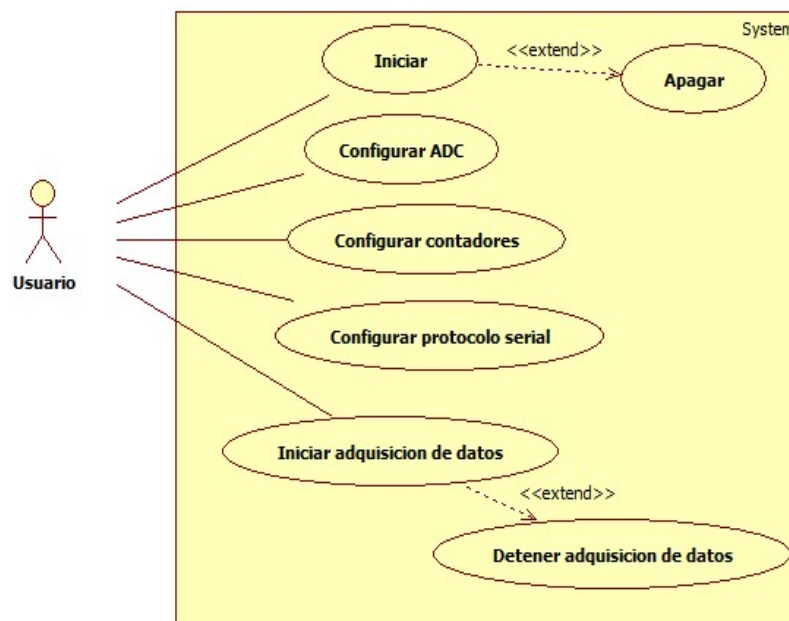 System
Iniciar
<<extend>>
Apagar
Configurar ADC
Configurar contadores
Usuario
Configurar protocolo serial
Iniciar adquisicion de datos
<<extend>>
Detener adquisicion de datos